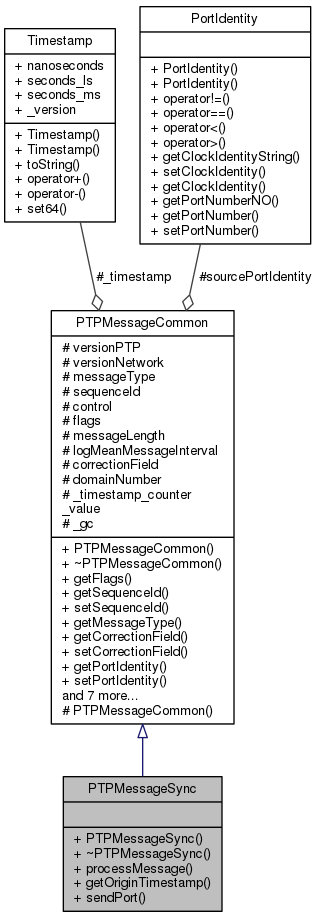 Timestamp
+ nanoseconds
+ seconds_ls
+ seconds_ms
+ _version
+ Timestamp()
+ Timestamp()
+ toString()
+ operator+()
+ operator-()
+ set64()
PortIdentity
+ PortIdentity()
+ PortIdentity()
+ operator!=()
+ operator==()
+ operator<()
+ operator>()
+ getClockIdentityString()
+ setClockIdentity()
+ getClockIdentity()
+ getPortNumberNO()
+ getPortNumber()
+ setPortNumber()
#_timestamp
#sourcePortIdentity
PTPMessageCommon
# versionPTP
# versionNetwork
# messageType
# sequenceId
# control
# flags
# messageLength
# logMeanMessageInterval
# correctionField
# domainNumber
# _timestamp_counter
_value
# _gc
+ PTPMessageCommon()
+ ~PTPMessageCommon()
+ getFlags()
+ getSequenceId()
+ setSequenceId()
+ getMessageType()
+ getCorrectionField()
+ setCorrectionField()
+ getPortIdentity()
+ setPortIdentity()
and 7 more...
# PTPMessageCommon()
PTPMessageSync
+ PTPMessageSync()
+ ~PTPMessageSync()
+ processMessage()
+ getOriginTimestamp()
+ sendPort()